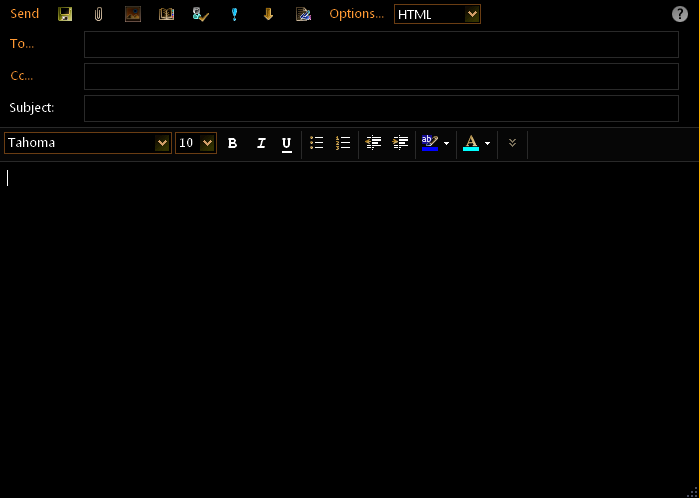 Send Options... HTML ?
To...
Cc...
Subject:
Tahoma 10 B I U ab A